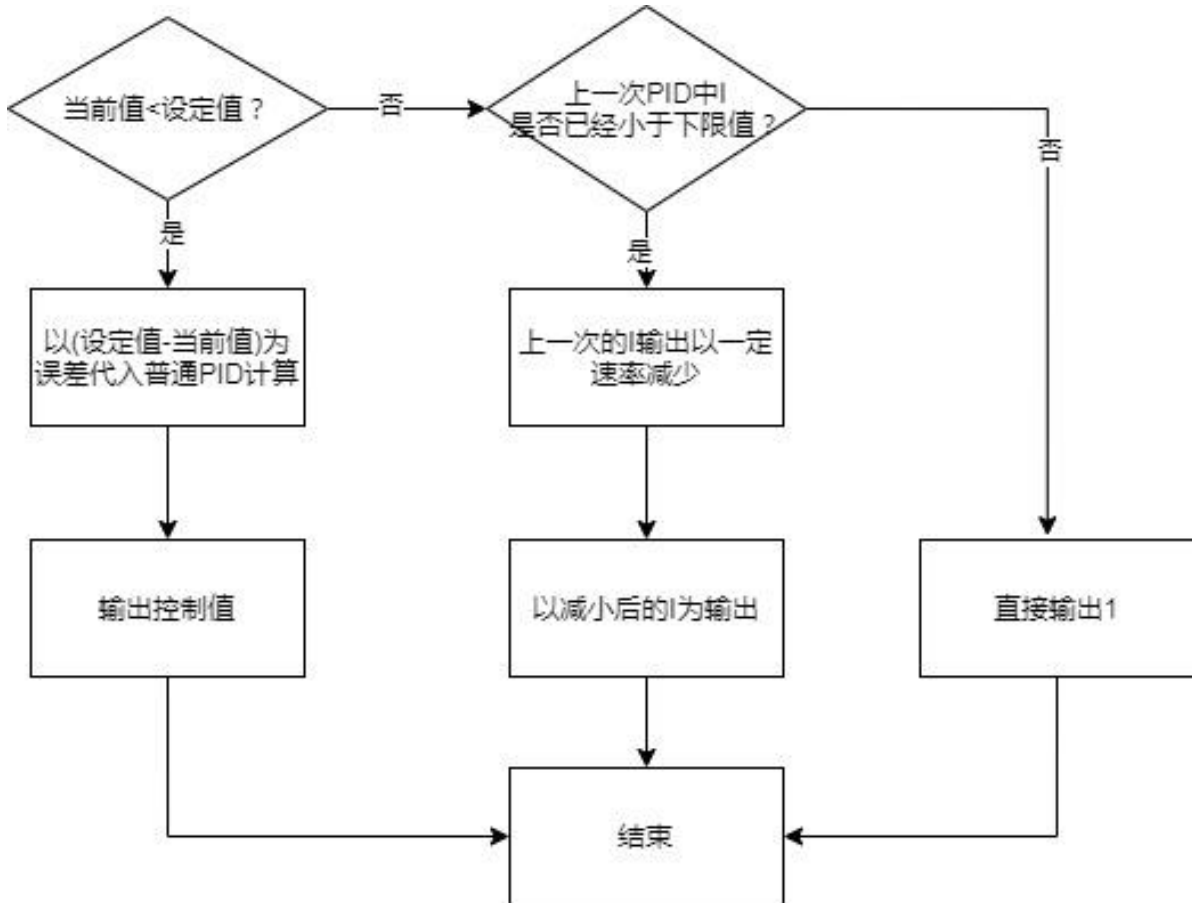 当前值<设定值？
否
上一次PID中I
是否已经小于下限值？
否
是
是
以(设定值-当前值)为
误差代入普通PID计算
上一次的I输出以一定
速率减少
输出控制值
以减小后的I为输出
直接输出1
结束